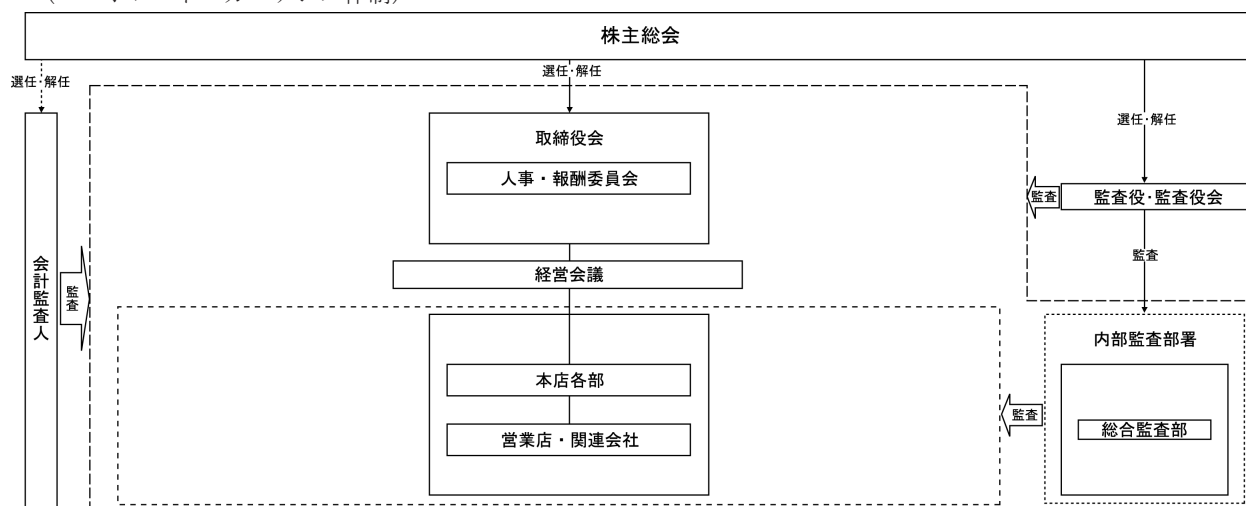 株主総会
選任・解任
選任・解任
選任・解任
取締役会
人事・報酬委員会
監査
監査役・監査役会
監査
経営会議
会計監査人
監査
内部監査部署
本店各部
監査
総合監査部
営業店・関連会社